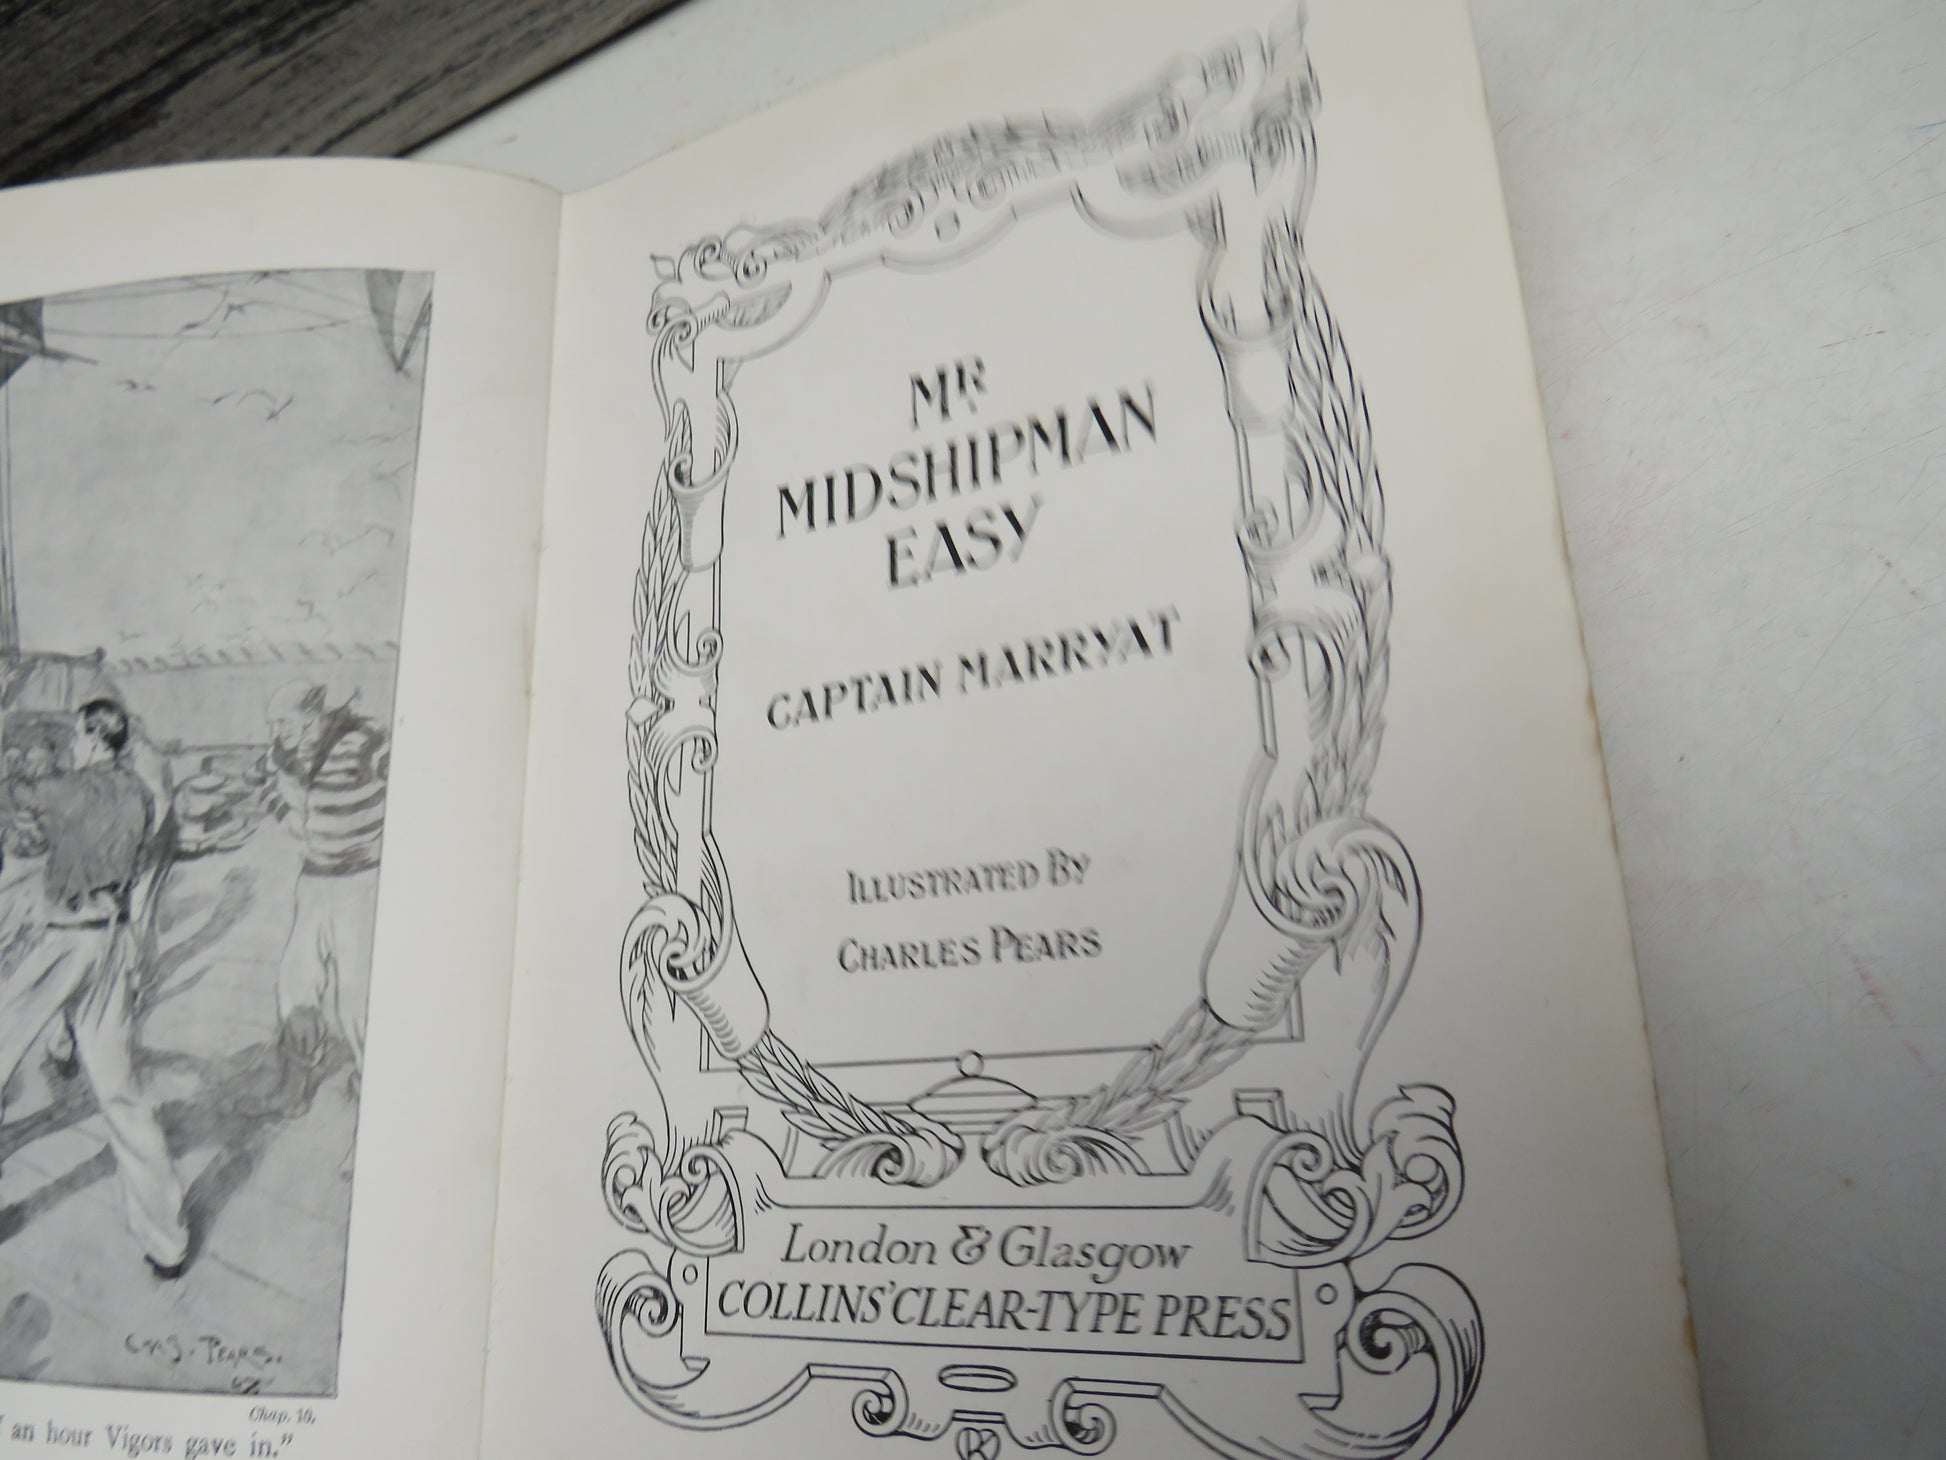 CHAS. PEARS.
Chap. 10.
an hour Vigors gave in."
MR
MIDSHIPMAN
EASY
CAPTAIN MARRYAT
ILLUSTRATED BY
CHARLES PEARS
London & Glasgow
COLLINS' CLEAR-TYPE PRESS